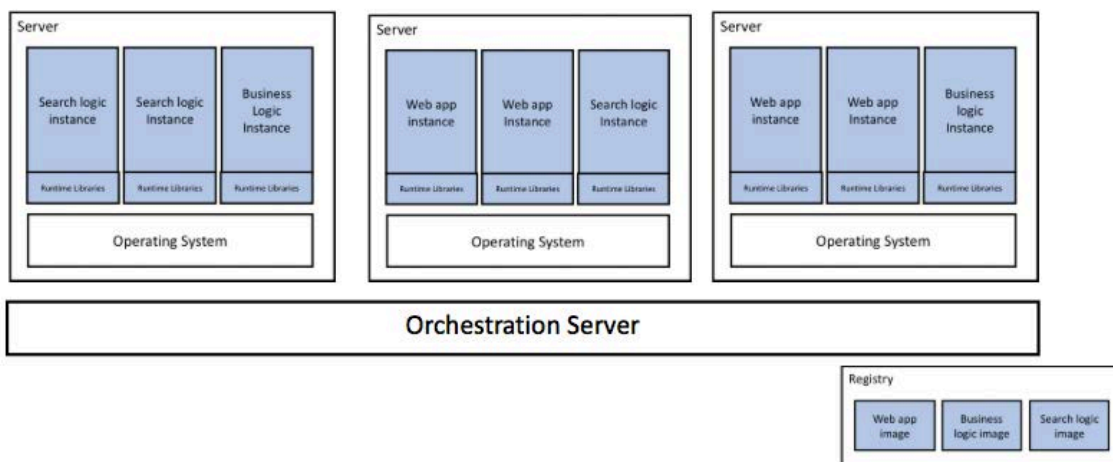 Server
Search logic
instance
Search logic
Instance
Business
Logic
Instance
Runtime Libraries
Runtime Libraries
Runtime Libraries
Operating System
Server
Web app
instance
Web app
Instance
Search logic
Instance
Runtime Libraries
Runtime Libraries
Runtime Libraries
Operating System
Server
Web app
instance
Web app
Instance
Business
logic
Instance
Runtime Libraries
Runtime Libraries
Runtime Libraries
Operating System
Orchestration Server
Registry
Web app
image
Business
logic image
Search logic
image